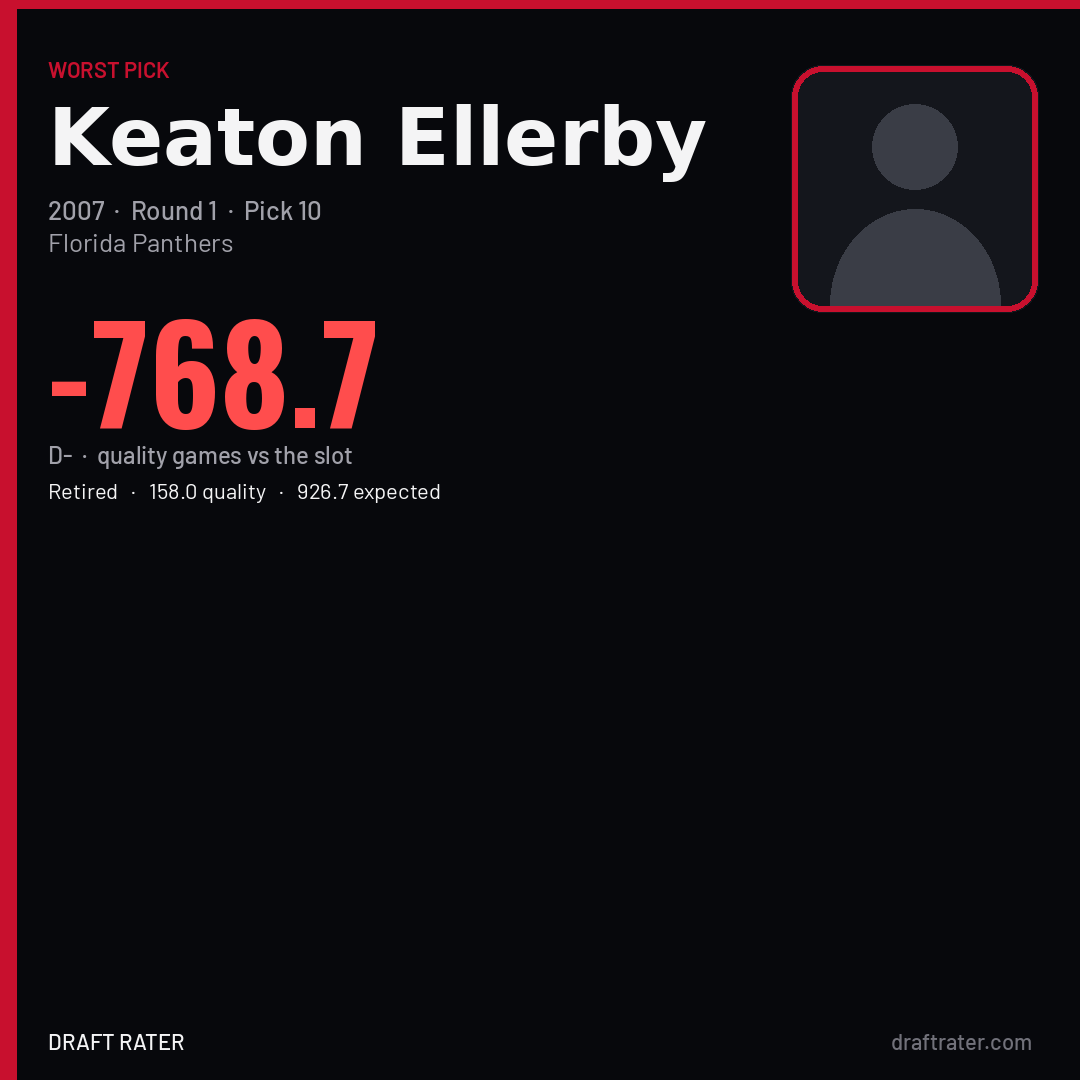 WORST PICK
Keaton Ellerby
2007 · Round 1 · Pick 10
Florida Panthers
-768.7
D- · quality games vs the slot
Retired · 158.0 quality · 926.7 expected
DRAFT RATER
draftrater.com